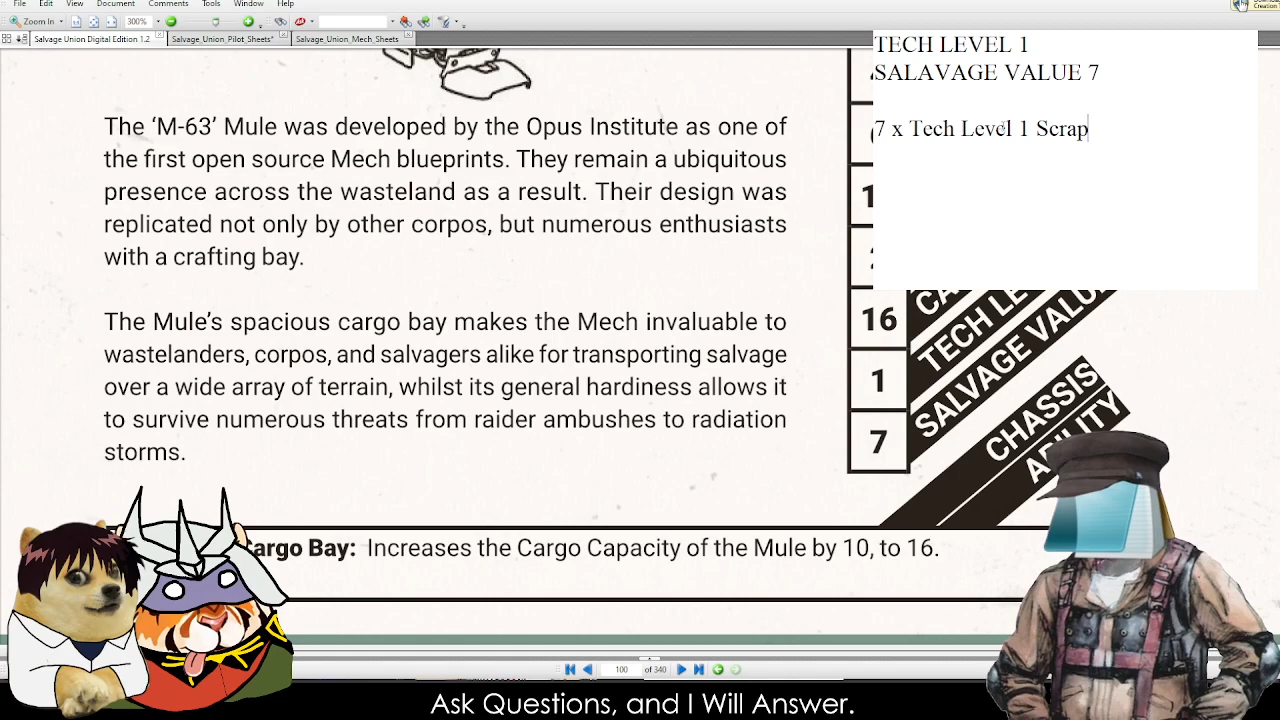 File Edit View Document Comments Tools Window Help
Zoom In 300%
Salvage Union Digital Edition 1.2 Salvage_Union_Pilot_Sheets* Salvage_Union_Mech_Sheets
TECH LEVEL 1
SALAVAGE VALUE 7
7 x Tech Level 1 Scrap
The ‘M-63’ Mule was developed by the Opus Institute as one of
the first open source Mech blueprints. They remain a ubiquitous
presence across the wasteland as a result. Their design was
replicated not only by other corpos, but numerous enthusiasts
with a crafting bay.
The Mule’s spacious cargo bay makes the Mech invaluable to
wastelanders, corpos, and salvagers alike for transporting salvage
over a wide array of terrain, whilst its general hardiness allows it
to survive numerous threats from raider ambushes to radiation
storms.
16
1 TECH LE
7 SALVAGE VALU
CHASSIS
Cargo Bay: Increases the Cargo Capacity of the Mule by 10, to 16.
100 of 340
Ask Questions, and I Will Answer.